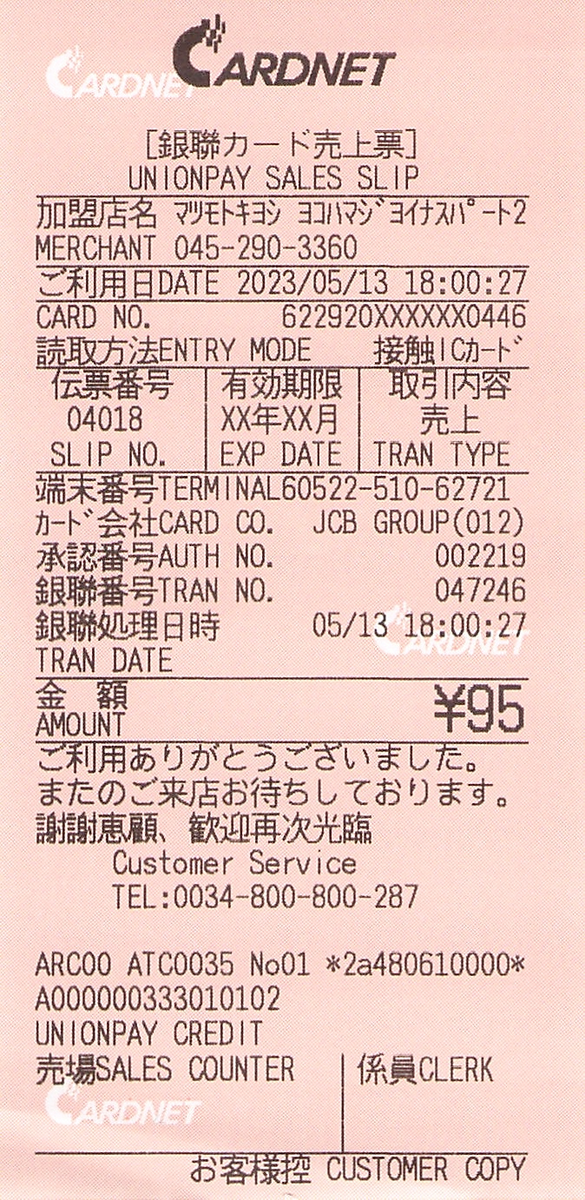 CARDNET
CARDNET
[銀聯カード売上票]
UNIONPAY SALES SLIP
加盟店名 ﾏﾂﾓﾄｷﾖｼ ﾖｺﾊﾏｼﾞﾖｲﾅｽﾊﾟｰﾄ2
MERCHANT 045-290-3360
ご利用日DATE 2023/05/13 18:00:27
CARD NO. 622920XXXXXX0446
読取方法ENTRY MODE 接触ICｶｰﾄﾞ
伝票番号 有効期限 取引内容
04018 XX年XX月 売上
SLIP NO. EXP DATE TRAN TYPE
端末番号TERMINAL60522-510-62721
ｶｰﾄﾞ会社CARD CO. JCB GROUP(012)
承認番号AUTH NO. 002219
銀聯番号TRAN NO. 047246
銀聯処理日時 05/13 18:00:27
CARDNET
TRAN DATE
金 額 ¥95
AMOUNT
ご利用ありがとうございました。
またのご来店お待ちしております。
謝謝恵顧、歓迎再次光臨
Customer Service
TEL:0034-800-800-287
ARC00 ATC0035 No01 *2a480610000*
A000000333010102
UNIONPAY CREDIT
売場SALES COUNTER 係員CLERK
CARDNET
お客様控 CUSTOMER COPY